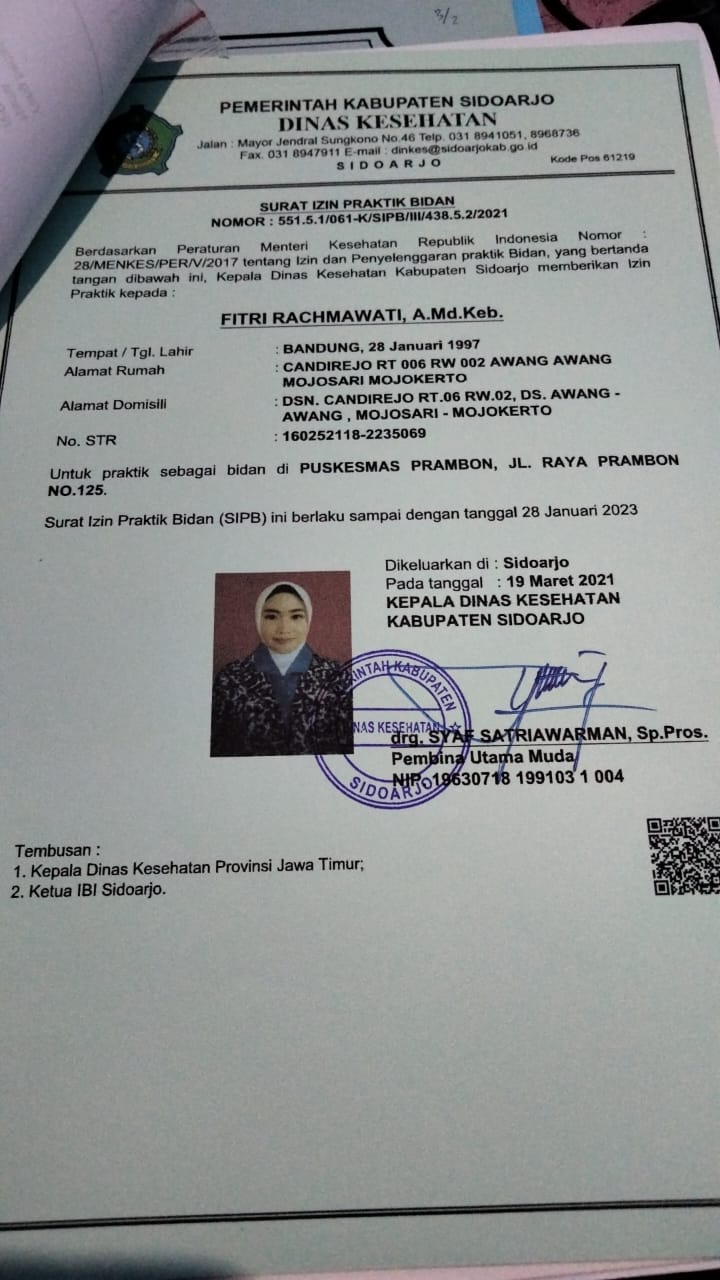 3/2
PEMERINTAH KABUPATEN SIDOARJO
DINAS KESEHATAN
Jalan : Mayor Jendral Sungkono No.46 Telp. 031 8941051, 8968736
Fax. 031 8947911 E-mail : dinkes@sidoarjokab.go.id
SIDOARJO
Kode Pos 61219
SURAT IZIN PRAKTIK BIDAN
NOMOR : 551.5.1/061-K/SIPB/III/438.5.2/2021
Berdasarkan Peraturan Menteri Kesehatan Republik Indonesia Nomor :
28/MENKES/PER/V/2017 tentang Izin dan Penyelenggaran praktik Bidan, yang bertanda
tangan dibawah ini, Kepala Dinas Kesehatan Kabupaten Sidoarjo memberikan Izin
Praktik kepada :
FITRI RACHMAWATI, A.Md.Keb.
Tempat / Tgl. Lahir : BANDUNG, 28 Januari 1997
Alamat Rumah : CANDIREJO RT 006 RW 002 AWANG AWANG
MOJOSARI MOJOKERTO
Alamat Domisili : DSN. CANDIREJO RT.06 RW.02, DS. AWANG -
AWANG , MOJOSARI - MOJOKERTO
No. STR : 160252118-2235069
Untuk praktik sebagai bidan di PUSKESMAS PRAMBON, JL. RAYA PRAMBON
NO.125.
Surat Izin Praktik Bidan (SIPB) ini berlaku sampai dengan tanggal 28 Januari 2023
Dikeluarkan di : Sidoarjo
Pada tanggal : 19 Maret 2021
KEPALA DINAS KESEHATAN
KABUPATEN SIDOARJO
RINTAH KABUPATEN
NAS KESEHATAN
SIDOARJO
drg. SYAF SATRIAWARMAN, Sp.Pros.
Pembina Utama Muda
NIP. 19630718 199103 1 004
Tembusan :
1. Kepala Dinas Kesehatan Provinsi Jawa Timur;
2. Ketua IBI Sidoarjo.